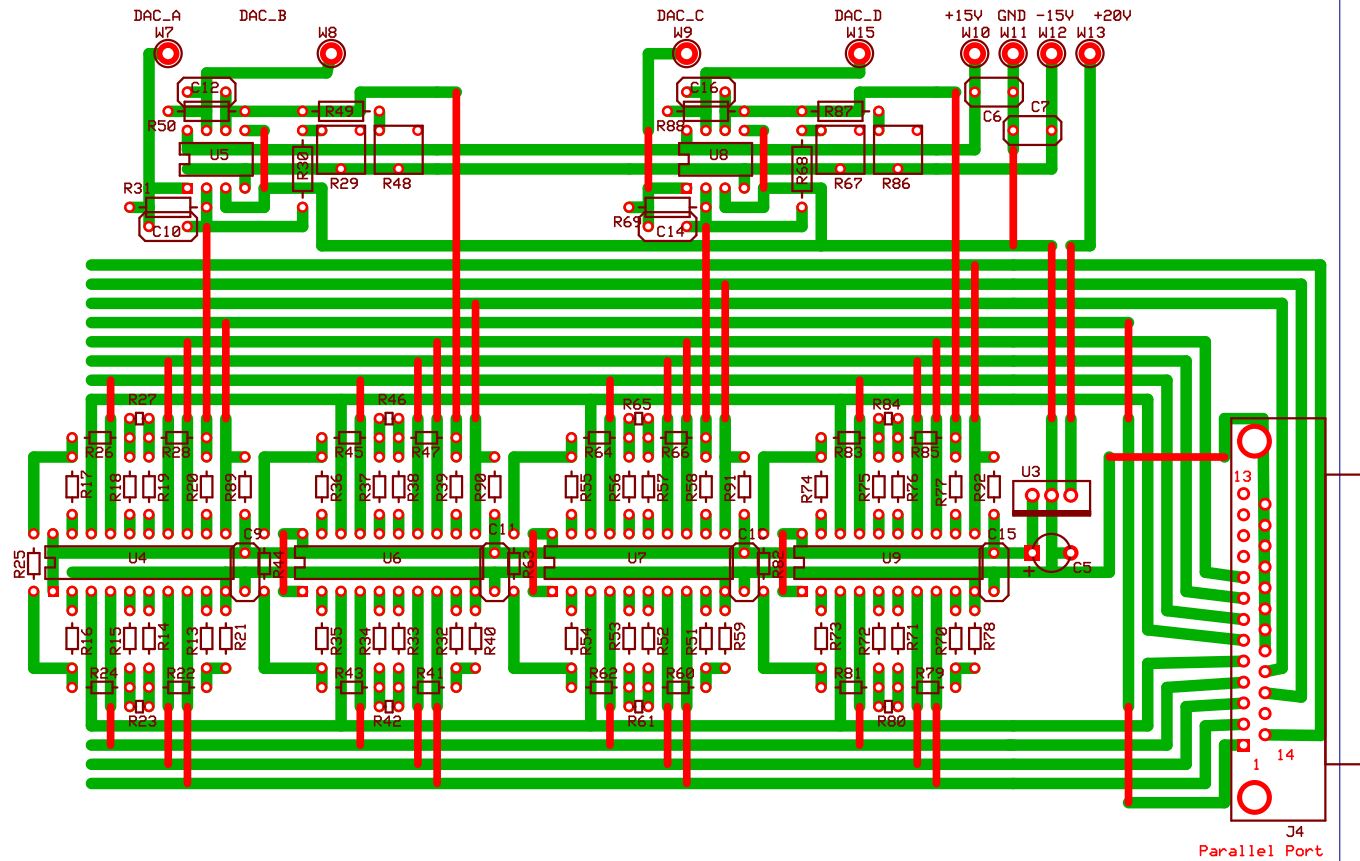 DAC_A DAC_B DAC_C DAC_D +15V GND -15V +20V
W7 W8 W9 W15 W10 W11 W12 W13
C12 C16
C7
R50 R49 R88 R87 C6
U5 R30 U8 R68
R29 R48 R67 R86
R31
R69
C10 C14
R27 R46 R65 R84
R26 R28 R45 R47 R64 R66 R83 R85
U3 13
R17 R18 R19 R20 R89 R36 R37 R38 R39 R90 R55 R56 R57 R58 R91 R74 R75 R76 R77 R92
C9 C11 C13 C15
R25 U4 R44 U6 R63 U7 R82 U9 + C5
R16 R15 R14 R13 R21 R35 R34 R33 R32 R40 R54 R53 R52 R51 R59 R73 R72 R71 R70 R78
R24 R22 R43 R41 R62 R60 R81 R79
R23 R42 R61 R80
14
1
J4
Parallel Port